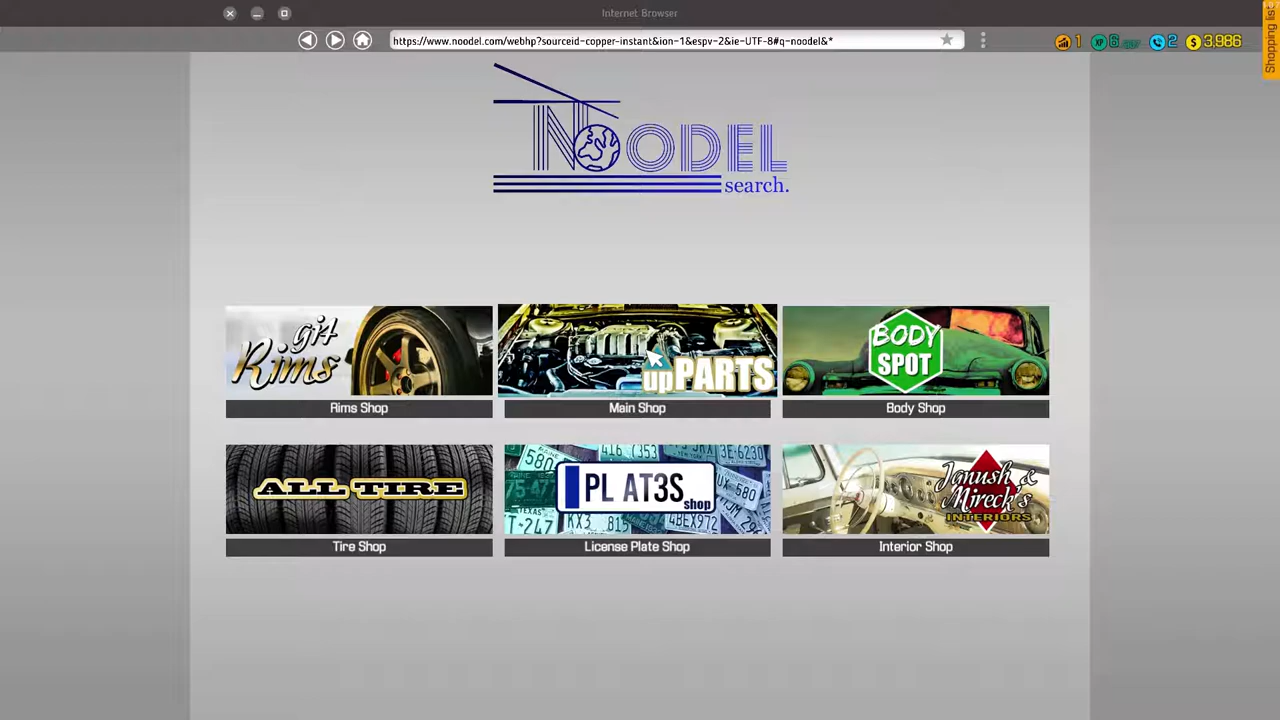 Internet Browser
https://www.noodel.com/webhp?sourceid-copper-instant&ion-1&espv-2&ie-UTF-8#q-noodel&*
1
XP 6
2
$ 3,986
Shopping list
NOODEL
search.
Rims
upPARTS
BODY
SPOT
Rims Shop
Main Shop
Body Shop
ALL TIRE
PL AT3S
shop
Janush &
Mireck's
INTERIORS
Tire Shop
License Plate Shop
Interior Shop